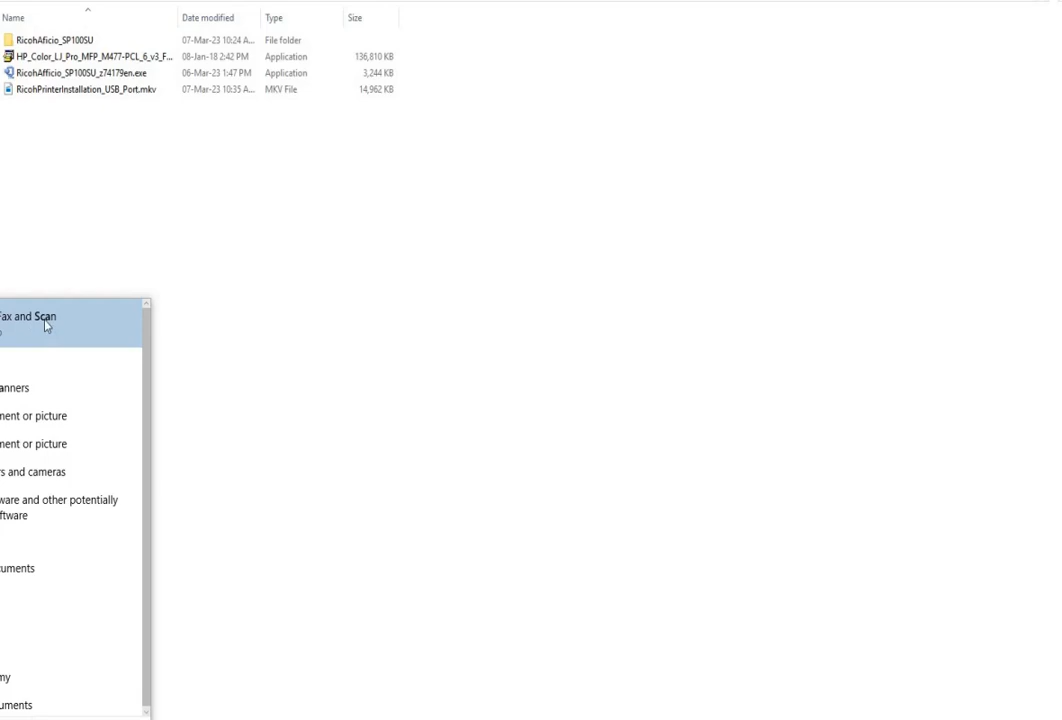 Name Date modified Type Size
RicohAficio_SP100SU 07-Mar-23 10:24 A... File folder
HP_Color_LJ_Pro_MFP_M477-PCL_6_v3_F... 08-Jan-18 2:42 PM Application 136,810 KB
RicohAfficio_SP100SU_z74179en.exe 06-Mar-23 1:47 PM Application 3,244 KB
RicohPrinterInstallation_USB_Port.mkv 07-Mar-23 10:35 A... MKV File 14,962 KB
Fax and Scan
anners
ment or picture
ment or picture
rs and cameras
ware and other potentially
ftware
cuments
my
uments